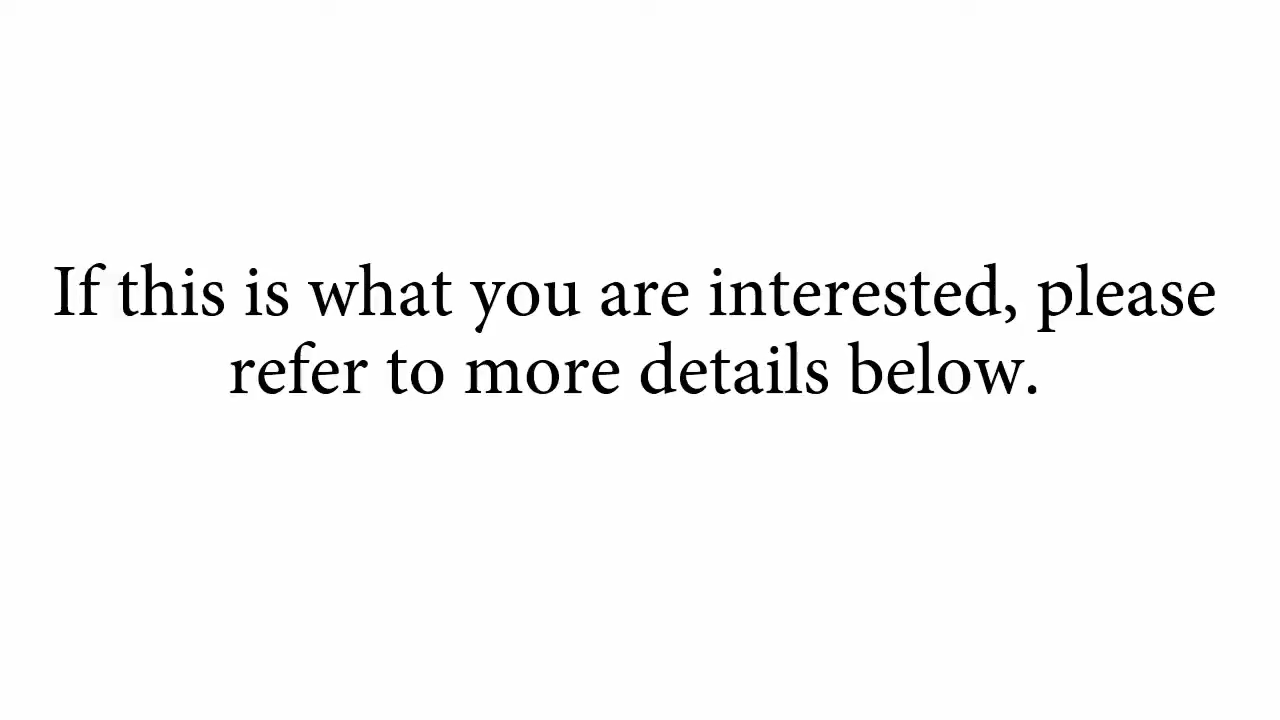 If this is what you are interested, please
refer to more details below.